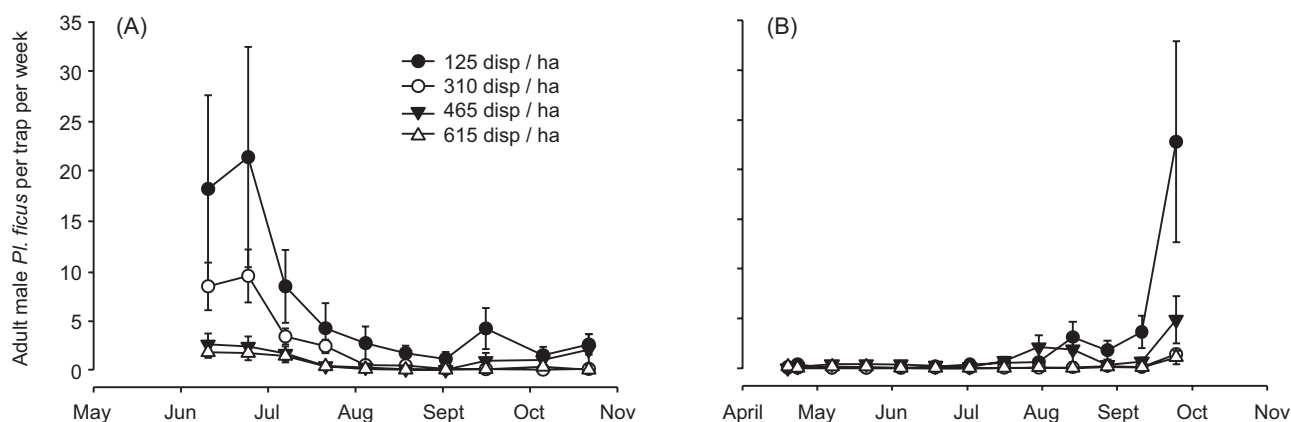 Adult male Pl. ficus per trap per week
35
30
25
20
15
10
5
0
(A)
125 disp / ha
310 disp / ha
465 disp / ha
615 disp / ha
May Jun Jul Aug Sept Oct Nov
(B)
April May Jun Jul Aug Sept Oct Nov